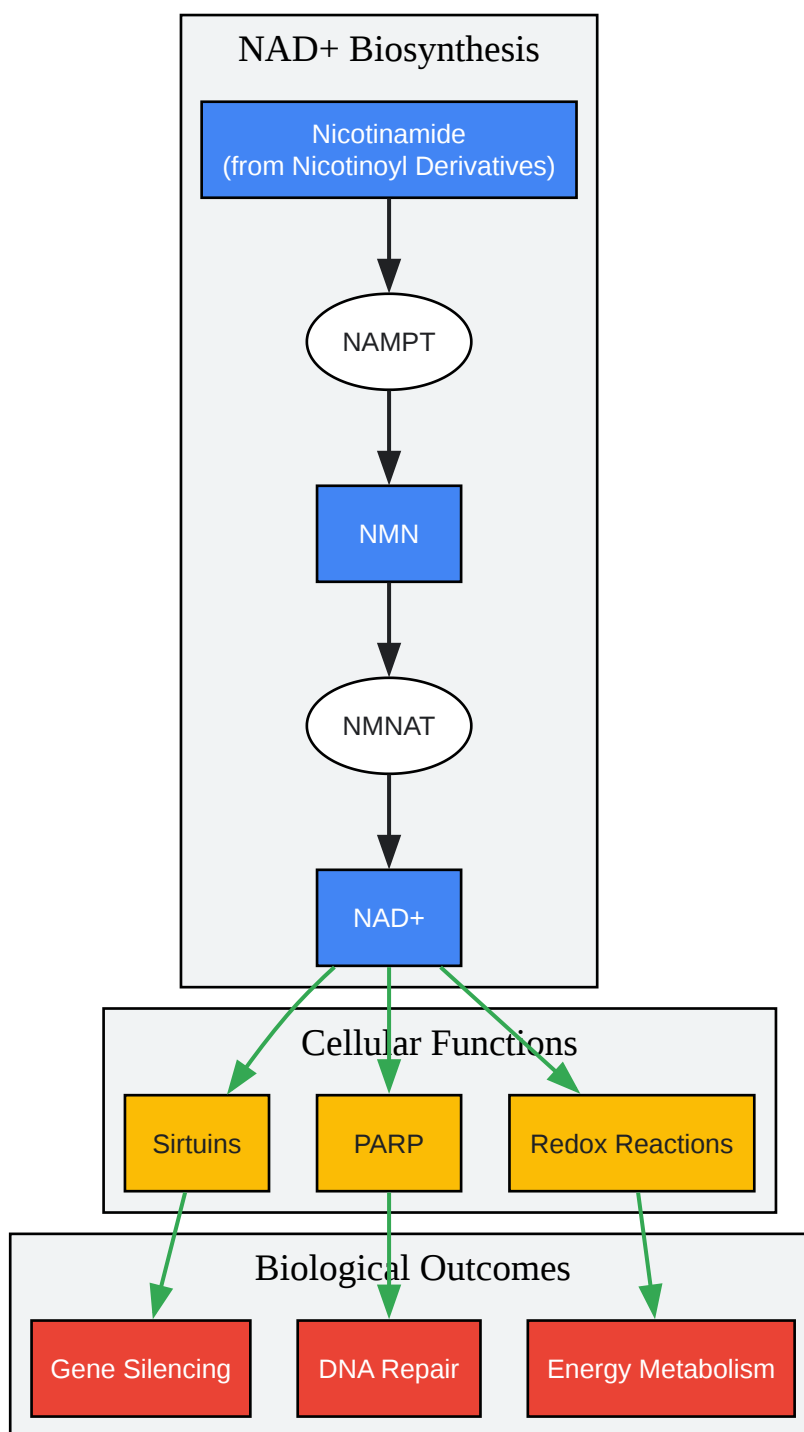 NAD+ Biosynthesis
Nicotinamide
(from Nicotinoyl Derivatives)
NAMPT
NMN
NMNAT
NAD+
Cellular Functions
Sirtuins
PARP
Redox Reactions
Biological Outcomes
Gene Silencing
DNA Repair
Energy Metabolism